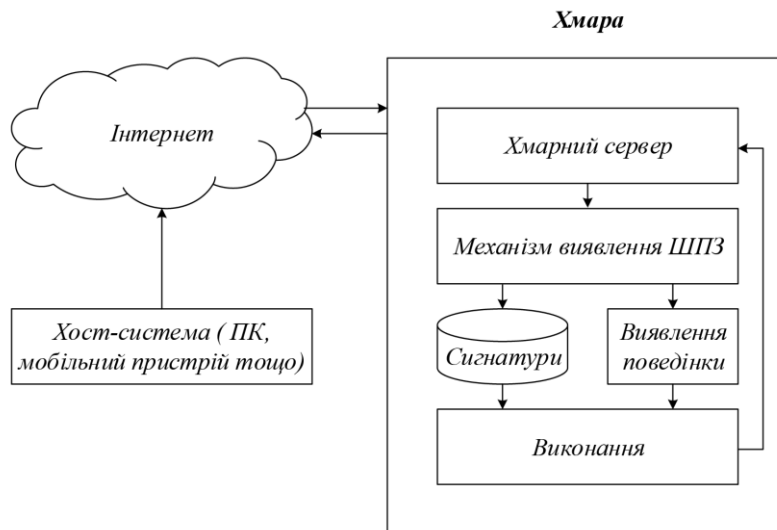 Хмара
Інтернет
Хмарний сервер
Механізм виявлення ШПЗ
Хост-система ( ПК,
мобільний пристрій тощо)
Сигнатури
Виявлення
поведінки
Виконання